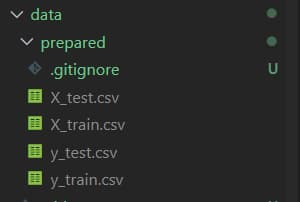 data
prepared
.gitignore U
X_test.csv
X_train.csv
y_test.csv
y_train.csv